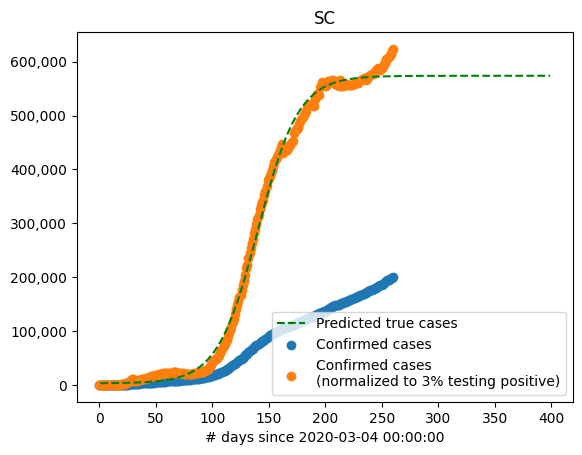 SC
600,000
500,000
400,000
300,000
200,000
100,000
0
Predicted true cases
Confirmed cases
Confirmed cases
(normalized to 3% testing positive)
0 50 100 150 200 250 300 350 400
# days since 2020-03-04 00:00:00